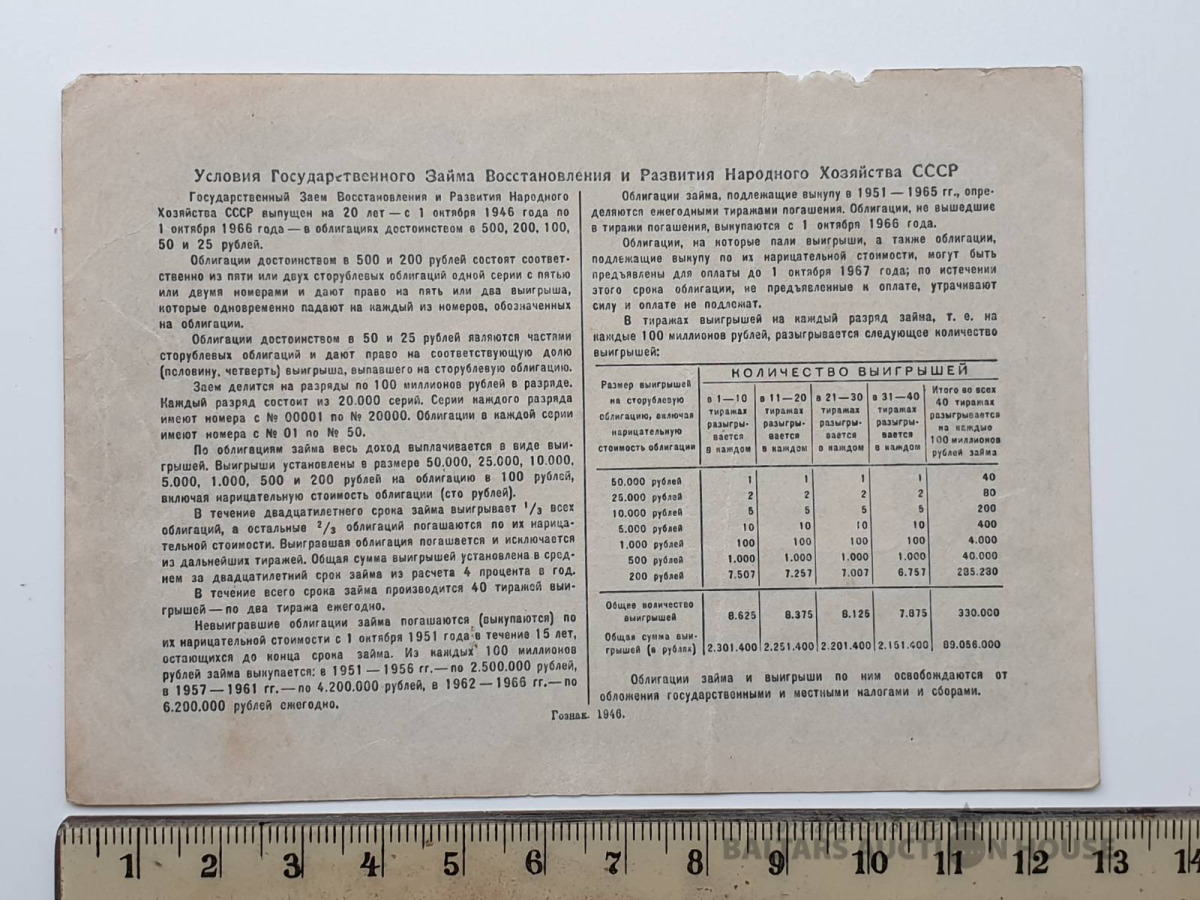 Условия Государственного Займа Восстановления и Развития Народного Хозяйства СССР
Государственный Заем Восстановления и Развития Народного
Хозяйства СССР выпущен на 20 лет — с 1 октября 1946 года по
1 октября 1966 года — в облигациях достоинством в 500, 200, 100,
50 и 25 рублей.
Облигации достоинством в 500 и 200 рублей состоят соответ-
ственно из пяти или двух сторублевых облигаций одной серии с пятью
или двумя номерами и дают право на пять или два выигрыша,
которые одновременно падают на каждый из номеров, обозначенных
на облигации.
Облигации достоинством в 50 и 25 рублей являются частями
сторублевых облигаций и дают право на соответствующую долю
(половину, четверть) выигрыша, выпавшего на сторублевую облигацию.
Заем делится на разряды по 100 миллионов рублей в разряде.
Каждый разряд состоит из 20.000 серий. Серии каждого разряда
имеют номера с № 00001 по № 20000. Облигации в каждой серии
имеют номера с № 01 по № 50.
По облигациям займа весь доход выплачивается в виде выи-
грышей. Выигрыши установлены в размере 50.000, 25.000, 10.000,
5.000, 1.000, 500 и 200 рублей на облигацию в 100 рублей,
включая нарицательную стоимость облигации (сто рублей).
В течение двадцатилетнего срока займа выигрывает 1/3 всех
облигаций, а остальные 2/3 облигаций погашаются по их нарица-
тельной стоимости. Выигравшая облигация погашается и исключается
из дальнейших тиражей. Общая сумма выигрышей установлена в сред-
нем за двадцатилетний срок займа из расчета 4 процента в год.
В течение всего срока займа производится 40 тиражей выи-
грышей — по два тиража ежегодно.
Невыигравшие облигации займа погашаются (выкупаются) по
их нарицательной стоимости с 1 октября 1951 года в течение 15 лет,
остающихся до конца срока займа. Из каждых 100 миллионов
рублей займа выкупается: в 1951 — 1956 гг. — по 2.500.000 рублей,
в 1957 — 1961 гг. — по 4.200.000 рублей, в 1962 — 1966 гг. — по
6.200.000 рублей ежегодно.
Облигации займа, подлежащие выкупу в 1951 — 1965 гг., опре-
деляются ежегодными тиражами погашения. Облигации, не вышедшие
в тиражи погашения, выкупаются с 1 октября 1966 года.
Облигации, на которые пали выигрыши, а также облигации,
подлежащие выкупу по их нарицательной стоимости, могут быть
предъявлены для оплаты до 1 октября 1967 года; по истечении
этого срока облигации, не предъявленные к оплате, утрачивают
силу и оплате не подлежат.
В тиражах выигрышей на каждый разряд займа, т. е. на
каждые 100 миллионов рублей, разыгрывается следующее количество
выигрышей:
Размер выигрышей
на сторублевую
облигацию, включая
нарицательную
стоимость облигации
КОЛИЧЕСТВО ВЫИГРЫШЕЙ
в 1—10
тиражах
разыгры-
вается
в каждом
в 11—20
тиражах
разыгры-
вается
в каждом
в 21—30
тиражах
разыгры-
вается
в каждом
в 31—40
тиражах
разыгры-
вается
в каждом
Итого во всех
40 тиражах
разыгрывается
на каждые
100 миллионов
рублей займа
50.000 рублей 1 1 1 1 40
25.000 рублей 2 2 2 2 80
10.000 рублей 5 5 5 5 200
5.000 рублей 10 10 10 10 400
1.000 рублей 100 100 100 100 4.000
500 рублей 1.000 1.000 1.000 1.000 40.000
200 рублей 7.507 7.257 7.007 6.757 285.280
Общее количество
выигрышей 8.625 8.375 8.125 7.875 330.000
Общая сумма выи-
грышей (в рублях) 2.301.400 2.251.400 2.201.400 2.151.400 89.056.000
Облигации займа и выигрыши по ним освобождаются от
обложения государственными и местными налогами и сборами.
Гознак. 1946.
1 2 3 4 5 6 7 8 9 10 11 12 13 14
BALTARS AUCTION HOUSE